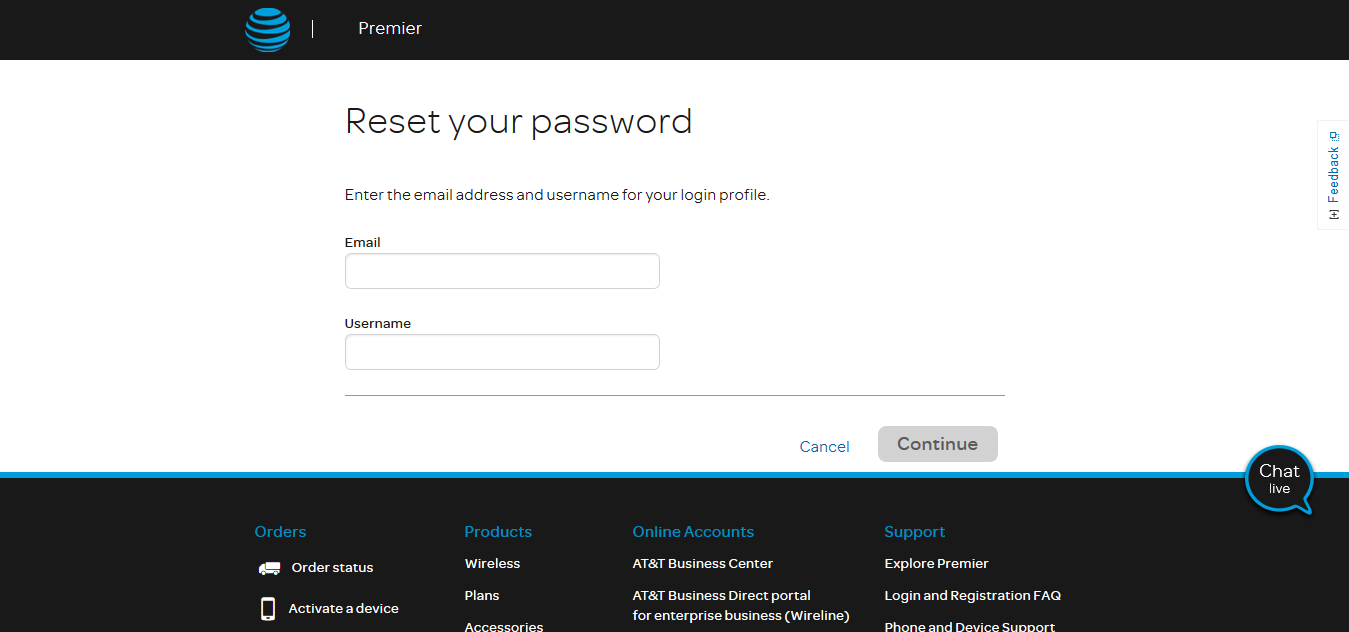 Premier
Reset your password
Feedback
Enter the email address and username for your login profile.
Email
Username
Cancel
Continue
Chat
live
Orders
Order status
Activate a device
Products
Wireless
Plans
Accessories
Online Accounts
AT&T Business Center
AT&T Business Direct portal
for enterprise business (Wireline)
Support
Explore Premier
Login and Registration FAQ
Phone and Device Support